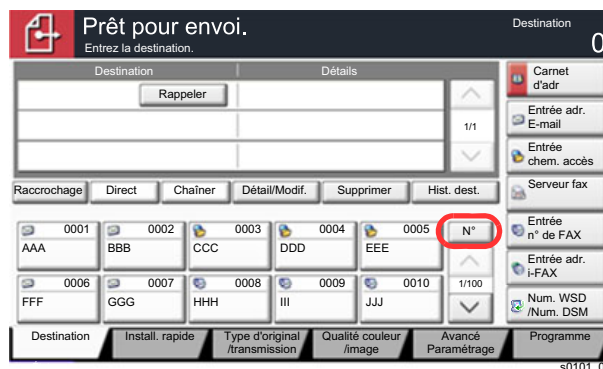 Prêt pour envoi.
Entrez la destination.
Destination
0
Destination
Détails
Rappeler
1/1
Carnet
d'adr
Entrée adr.
E-mail
Entrée
chem. accès
Serveur fax
Entrée
n° de FAX
Entrée adr.
i-FAX
Num. WSD
/Num. DSM
Raccrochage
Direct
Chaîner
Détail/Modif.
Supprimer
Hist. dest.
0001
AAA
0002
BBB
0003
CCC
0004
DDD
0005
EEE
N°
0006
FFF
0007
GGG
0008
HHH
0009
III
0010
JJJ
1/100
Destination
Install. rapide
Type d'original
/transmission
Qualité couleur
/image
Avancé
Paramétrage
Programme